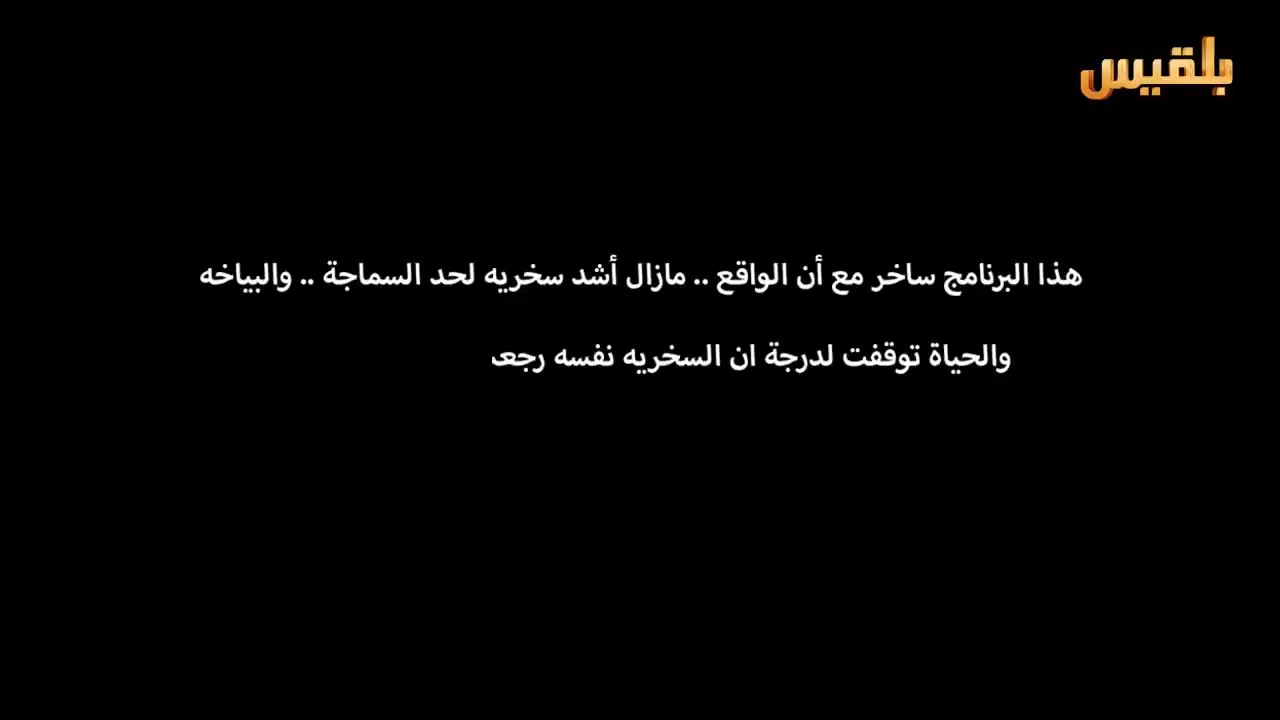 بلقيس
هذا البرنامج ساخر مع أن الواقع .. مازال أشد سخريه لحد السماجة .. والبياخه
والحياة توقفت لدرجة ان السخريه نفسه